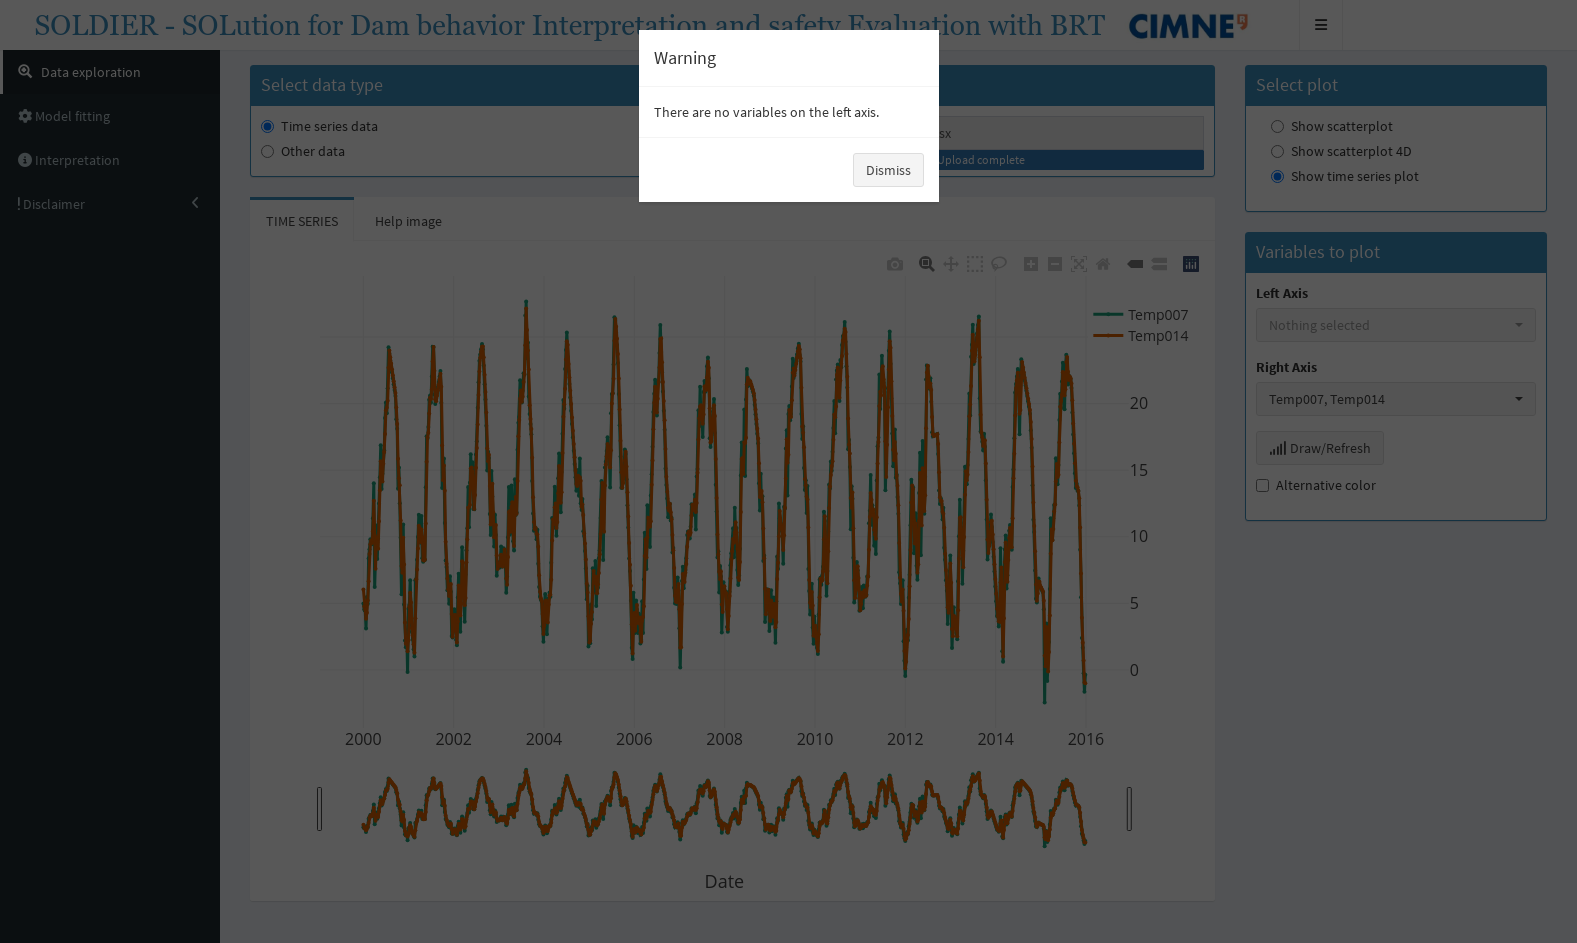 SOLDIER - SOLution for Dam behavior Interpretation and safety Evaluation with BRT
CIMNE
Data exploration
Model fitting
Interpretation
Disclaimer
Select data type
Time series data
Other data
sx
Upload complete
Warning
There are no variables on the left axis.
Dismiss
Select plot
Show scatterplot
Show scatterplot 4D
Show time series plot
TIME SERIES
Help image
Temp007
Temp014
20
15
10
5
0
2000 2002 2004 2006 2008 2010 2012 2014 2016
Date
Variables to plot
Left Axis
Nothing selected
Right Axis
Temp007, Temp014
Draw/Refresh
Alternative color